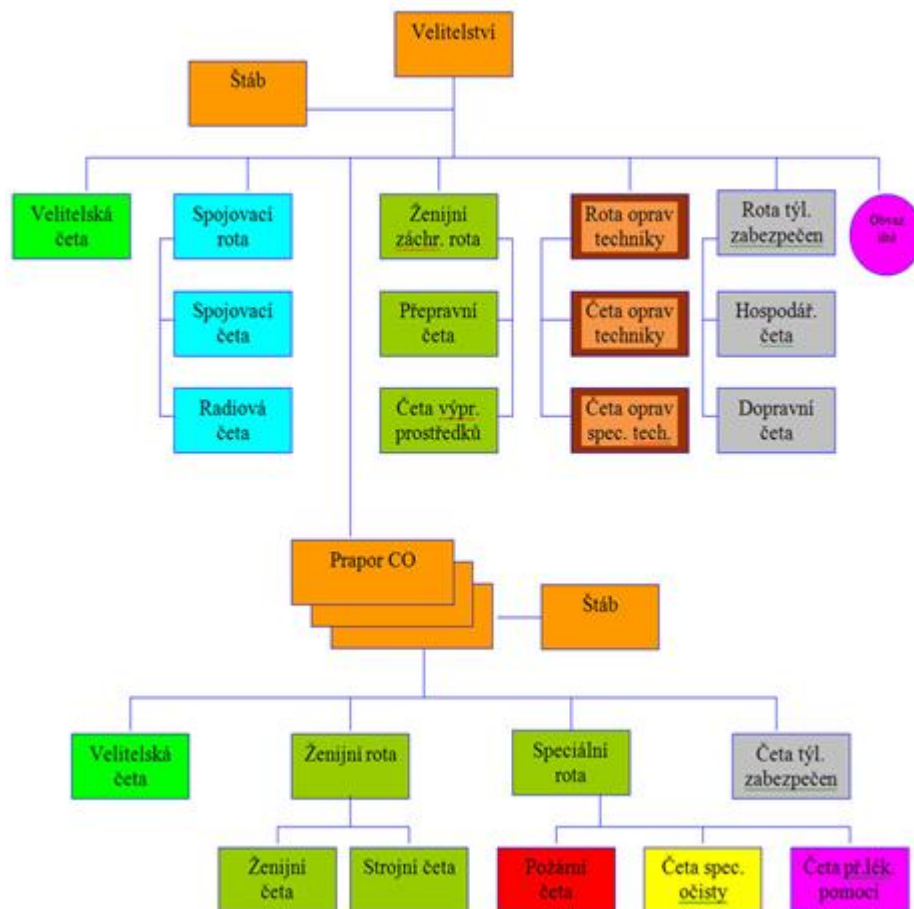 Velitelství
Štáb
Velitelská
četa
Spojovací
rota
Ženijní
záchr. rota
Rota oprav
techniky
Rota týl.
zabezpečen
Spojovací
četa
Přepravní
četa
Četa oprav
techniky
Hospodář.
četa
Radiová
četa
Četa výpr.
prostředků
Četa oprav
spec. tech.
Dopravní
četa
Prapor CO
Štáb
Velitelská
četa
Ženijní rota
Speciální
rota
Četa týl.
zabezpečen
Ženijní
četa
Strojní četa
Požární
četa
Četa spec.
očisty
Četa př.lék.
pomoci